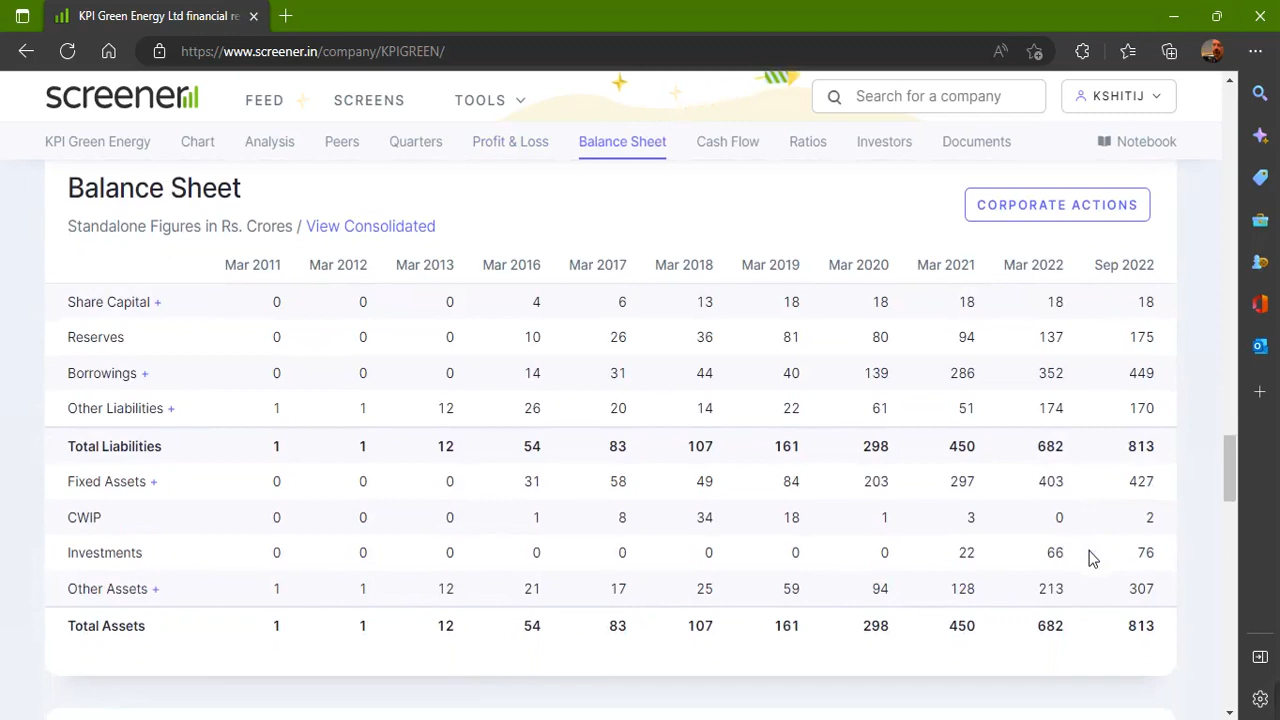 KPI Green Energy Ltd financial re
https://www.screener.in/company/KPIGREEN/
screener
FEED SCREENS TOOLS Search for a company KSHITIJ
KPI Green Energy Chart Analysis Peers Quarters Profit & Loss Balance Sheet Cash Flow Ratios Investors Documents Notebook
Balance Sheet
CORPORATE ACTIONS
Standalone Figures in Rs. Crores / View Consolidated
Mar 2011 Mar 2012 Mar 2013 Mar 2016 Mar 2017 Mar 2018 Mar 2019 Mar 2020 Mar 2021 Mar 2022 Sep 2022
Share Capital + 0 0 0 4 6 13 18 18 18 18 18
Reserves 0 0 0 10 26 36 81 80 94 137 175
Borrowings + 0 0 0 14 31 44 40 139 286 352 449
Other Liabilities + 1 1 12 26 20 14 22 61 51 174 170
Total Liabilities 1 1 12 54 83 107 161 298 450 682 813
Fixed Assets + 0 0 0 31 58 49 84 203 297 403 427
CWIP 0 0 0 1 8 34 18 1 3 0 2
Investments 0 0 0 0 0 0 0 0 22 66 76
Other Assets + 1 1 12 21 17 25 59 94 128 213 307
Total Assets 1 1 12 54 83 107 161 298 450 682 813